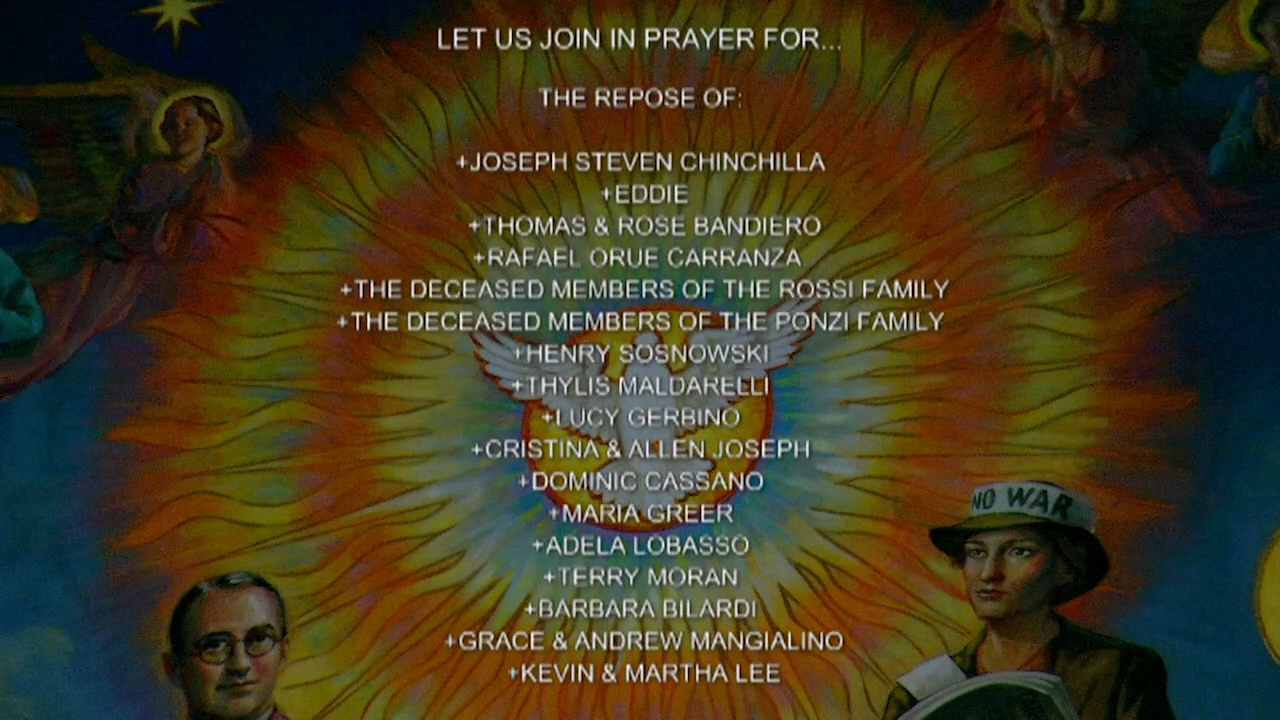 LET US JOIN IN PRAYER FOR...
THE REPOSE OF:
+JOSEPH STEVEN CHINCHILLA
+EDDIE
+THOMAS & ROSE BANDIERO
+RAFAEL ORUE CARRANZA
+THE DECEASED MEMBERS OF THE ROSSI FAMILY
+THE DECEASED MEMBERS OF THE PONZI FAMILY
+HENRY SOSNOWSKI
+THYLIS MALDARELLI
+LUCY GERBINO
+CRISTINA & ALLEN JOSEPH
+DOMINIC CASSANO
NO WAR
+MARIA GREER
+ADELA LOBASSO
+TERRY MORAN
+BARBARA BILARDI
+GRACE & ANDREW MANGIALINO
+KEVIN & MARTHA LEE